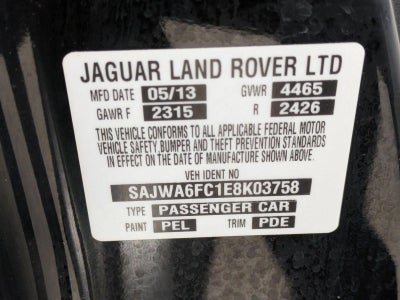 JAGUAR LAND ROVER LTD
MFD DATE 05/13 GVWR 4465
GAWR F 2315 R 2426
THIS VEHICLE CONFORMS TO ALL APPLICABLE FEDERAL MOTOR
VEHICLE SAFETY.BUMPER AND THEFT PREVENTION STANDARDS
IN EFFECT ON THE DATE OF MANUFACTURE SHOWN ABOVE.
VEH IDENT NO
SAJWA6FC1E8K03758
TYPE PASSENGER CAR
PAINT PEL TRIM PDE